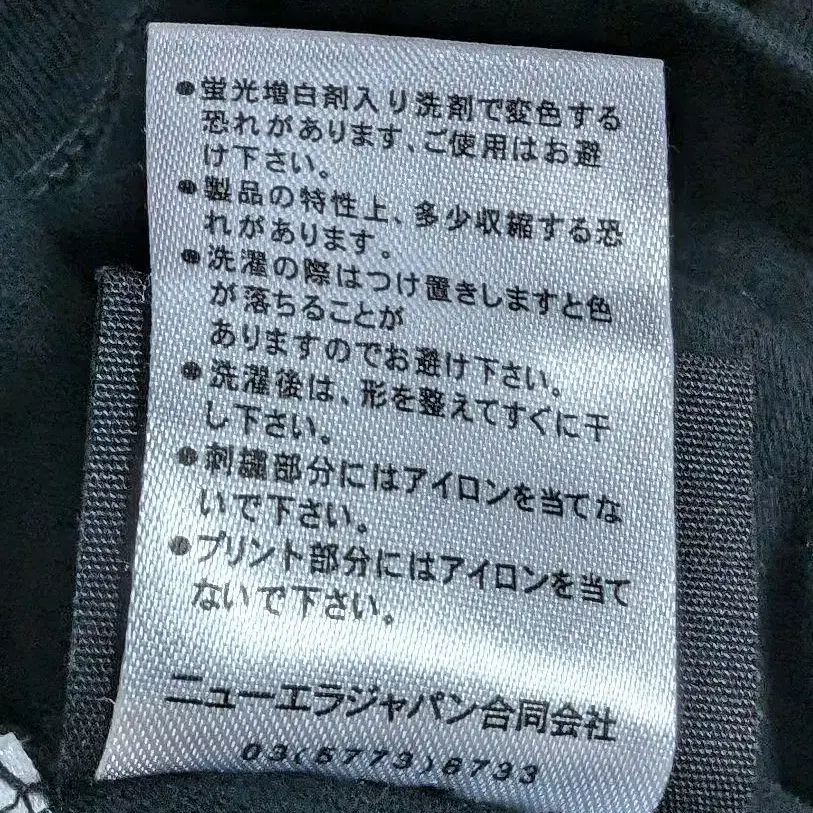 ●蛍光増白剤入り洗剤で変色する
恐れがあります、ご使用はお避
け下さい。
●製品の特性上、多少収縮する恐
れがあります。
●洗濯の際はつけ置きしますと色
が落ちることが
ありますのでお避け下さい。
●洗濯後は、形を整えてすぐに干
し下さい。
●刺繍部分にはアイロンを当てな
いで下さい。
●プリント部分にはアイロンを当て
ないで下さい。
ニューエラジャパン合同会社
03(5773)6733